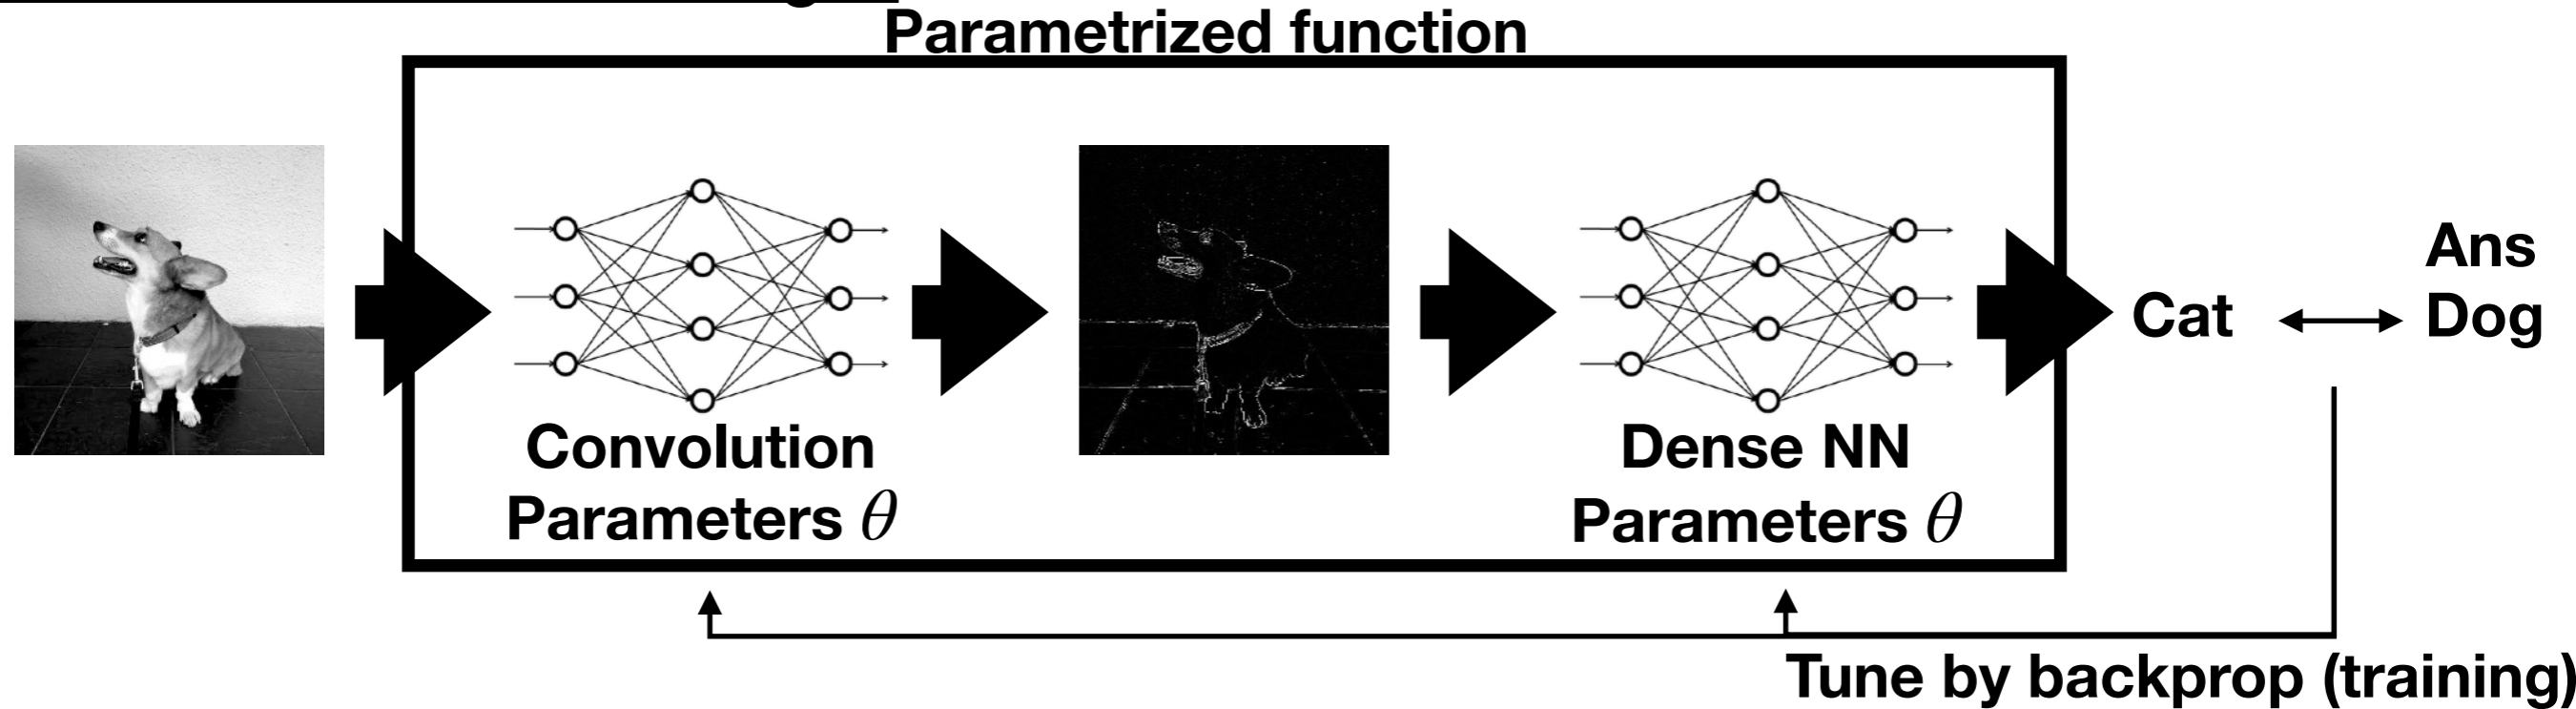 Parametrized function
Convolution
Parameters θ
Dense NN
Parameters θ
Cat
Ans
Dog
Tune by backprop (training)